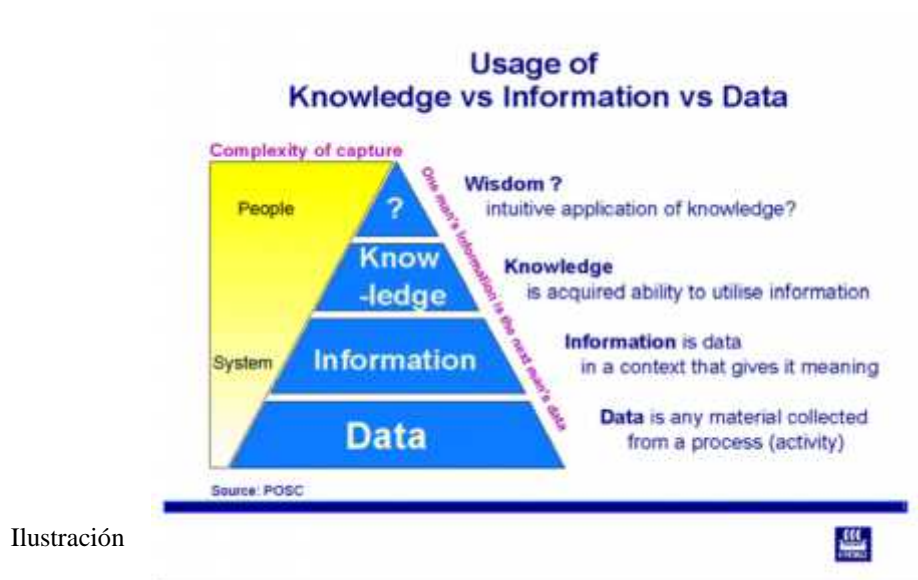 Usage of
Knowledge vs Information vs Data
Complexity of capture
People
System
?
Know
-ledge
Information
Data
One man's information is the next man's data
Wisdom ?
intuitive application of knowledge?
Knowledge
is acquired ability to utilise information
Information is data
in a context that gives it meaning
Data is any material collected
from a process (activity)
Source: POSC
Ilustración